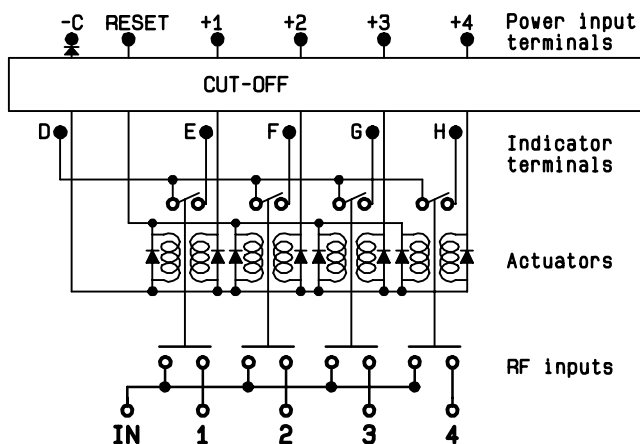 -C RESET +1 +2 +3 +4 Power input
terminals
CUT-OFF
D E F G H Indicator
terminals
Actuators
RF inputs
IN 1 2 3 4